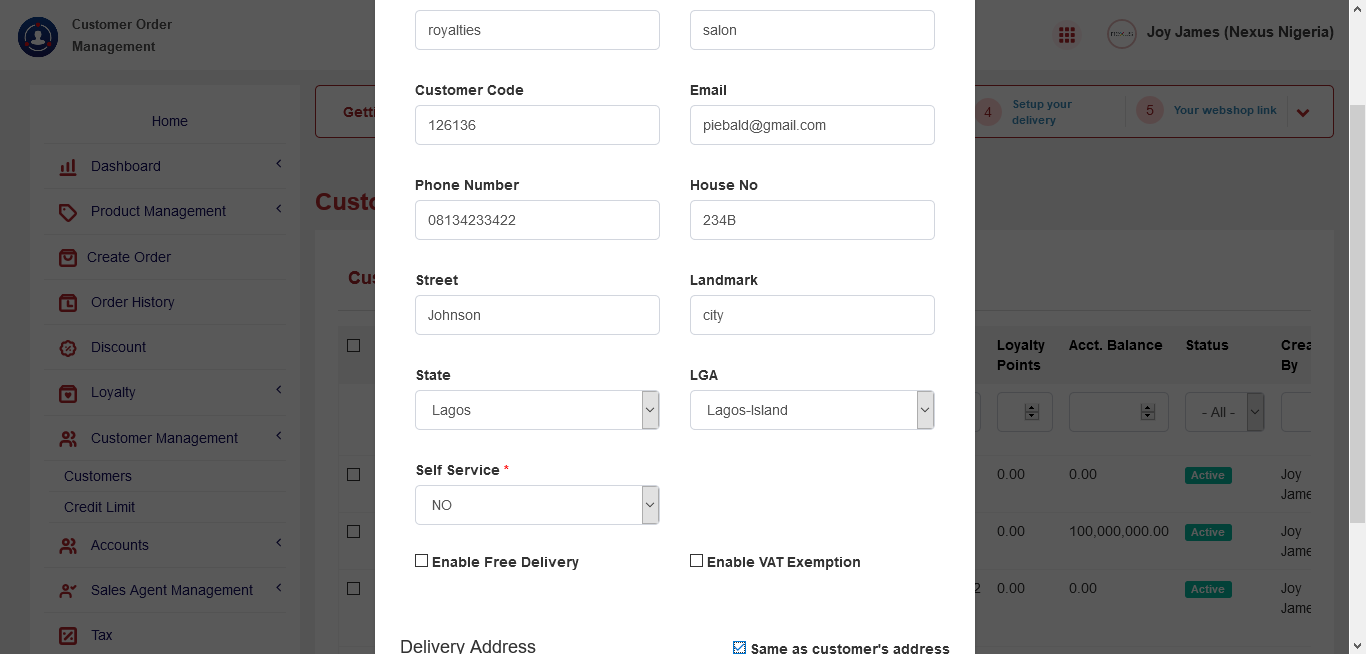 Customer Order
Management
Joy James (Nexus Nigeria)
Home
Dashboard
Product Management
Create Order
Order History
Discount
Loyalty
Customer Management
Customers
Credit Limit
Accounts
Sales Agent Management
Tax
Getti
4
Setup your
delivery
5
Your webshop link
Custo
Cus
royalties
salon
Customer Code
Email
126136
piebald@gmail.com
Phone Number
House No
08134233422
234B
Street
Landmark
Johnson
city
State
LGA
Lagos
Lagos-Island
Self Service *
NO
Enable Free Delivery
Enable VAT Exemption
Delivery Address
Same as customer's address
Loyalty
Points
Acct. Balance
Status
Crea
By
- All -
0.00
0.00
Active
Joy
Jame
0.00
100,000,000.00
Active
Joy
Jame
2
0.00
0.00
Active
Joy
Jame